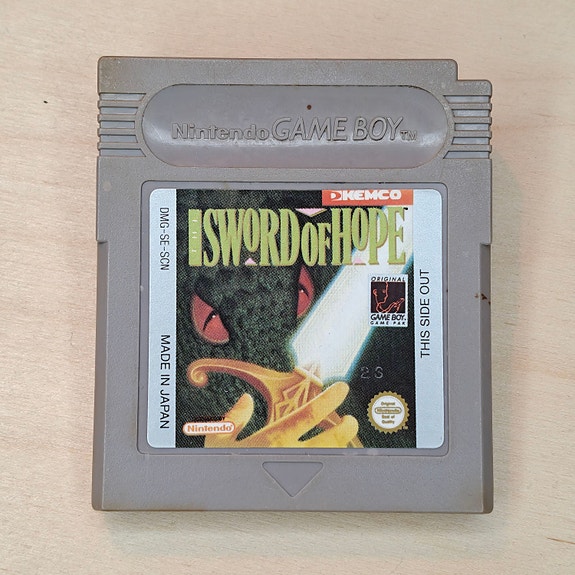 Nintendo GAME BOY TM
KEMCO
THE
SWORD OF HOPE
DMG-SE-SCN
MADE IN JAPAN
ORIGINAL
GAME BOY
GAME PAK
THIS SIDE OUT
23
Nintendo
Original
Nintendo
Seal of
Quality